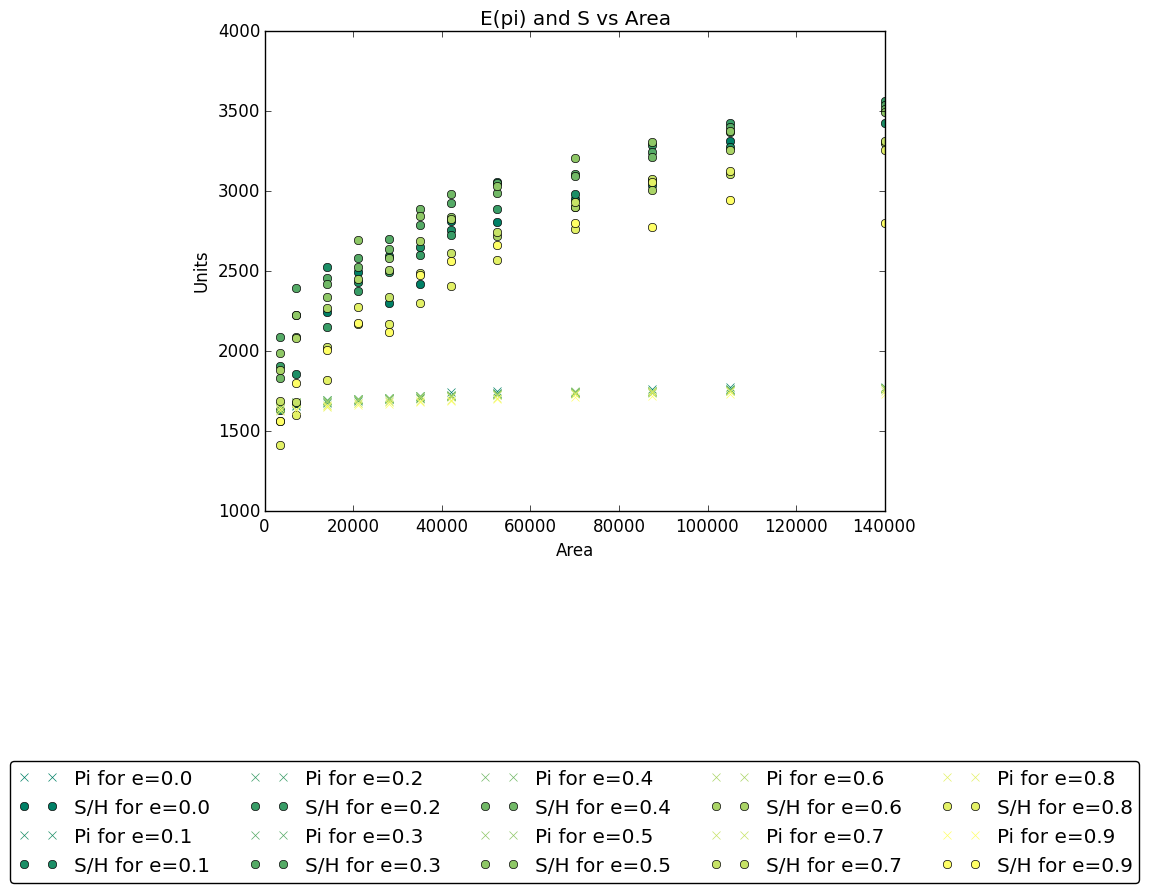 E(pi) and S vs Area
4000
3500
3000
2500
2000
1500
1000
Units
0 20000 40000 60000 80000 100000 120000 140000
Area
Pi for e=0.0 Pi for e=0.2 Pi for e=0.4 Pi for e=0.6 Pi for e=0.8
S/H for e=0.0 S/H for e=0.2 S/H for e=0.4 S/H for e=0.6 S/H for e=0.8
Pi for e=0.1 Pi for e=0.3 Pi for e=0.5 Pi for e=0.7 Pi for e=0.9
S/H for e=0.1 S/H for e=0.3 S/H for e=0.5 S/H for e=0.7 S/H for e=0.9